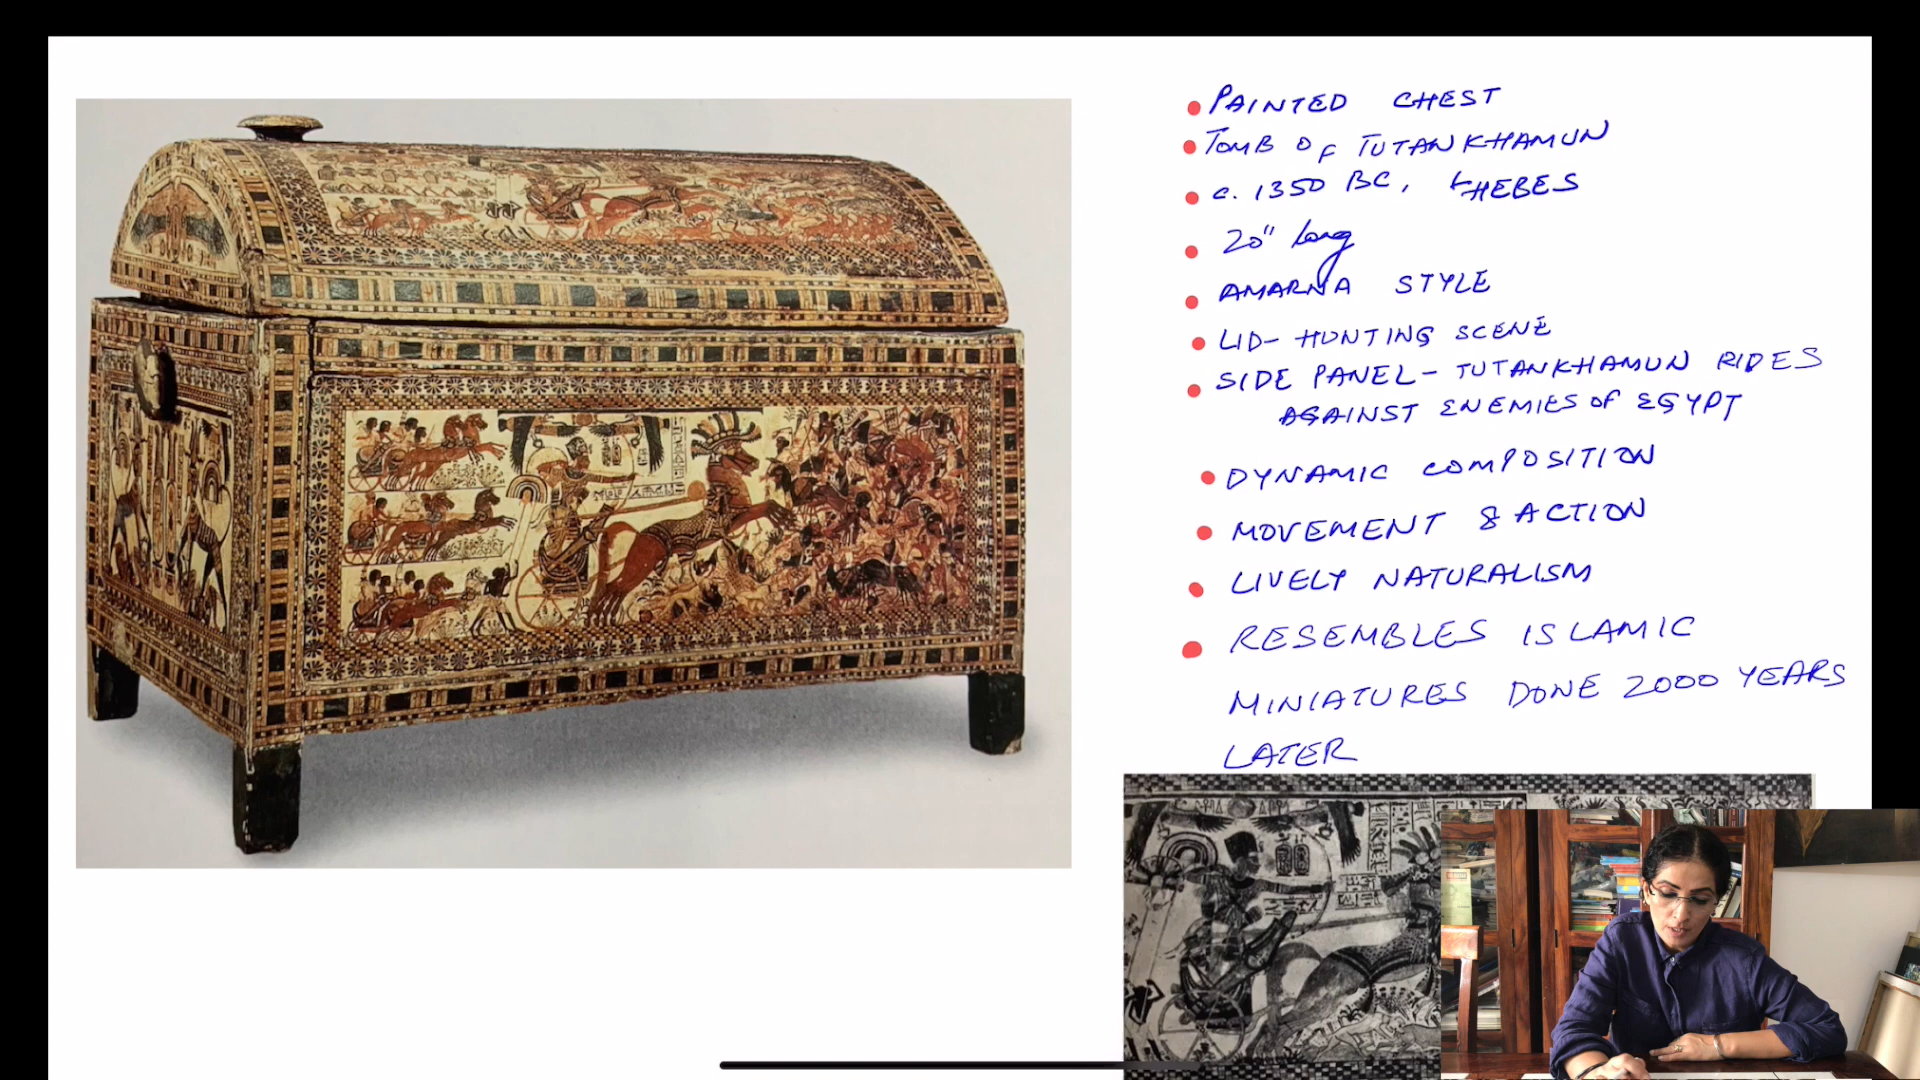 PAINTED CHEST
TOMB OF TUTANKHAMUN
c. 1350 BC, THEBES
20" long
AMARNA STYLE
LID- HUNTING SCENE
SIDE PANEL- TUTANKHAMUN RIDES
AGAINST ENEMIES OF EGYPT
DYNAMIC COMPOSITION
MOVEMENT & ACTION
LIVELY NATURALISM
RESEMBLES ISLAMIC
MINIATURES DONE 2000 YEARS
LATER